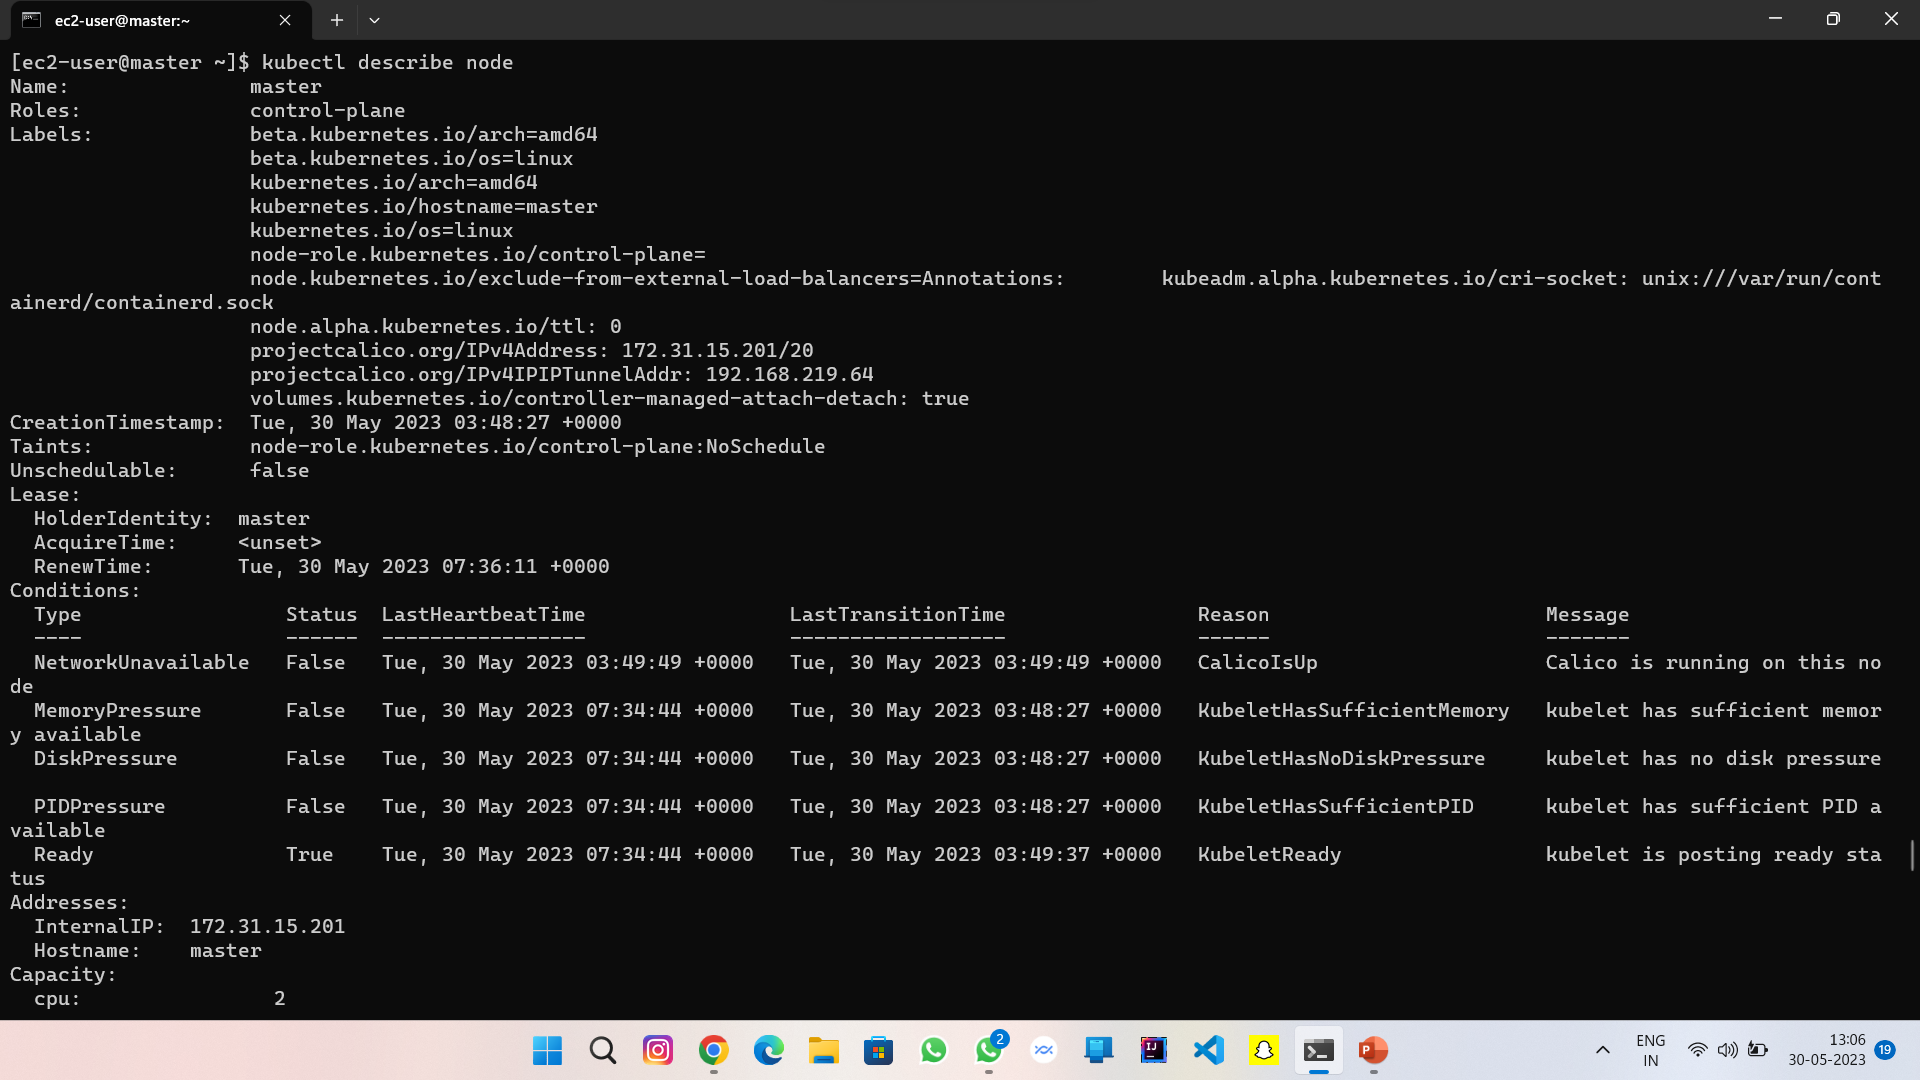 ec2-user@master:~
[ec2-user@master ~]$ kubectl describe node
Name:               master
Roles:              control-plane
Labels:             beta.kubernetes.io/arch=amd64
                    beta.kubernetes.io/os=linux
                    kubernetes.io/arch=amd64
                    kubernetes.io/hostname=master
                    kubernetes.io/os=linux
                    node-role.kubernetes.io/control-plane=
                    node.kubernetes.io/exclude-from-external-load-balancers=Annotations:        kubeadm.alpha.kubernetes.io/cri-socket: unix:///var/run/cont
ainerd/containerd.sock
                    node.alpha.kubernetes.io/ttl: 0
                    projectcalico.org/IPv4Address: 172.31.15.201/20
                    projectcalico.org/IPv4IPIPTunnelAddr: 192.168.219.64
                    volumes.kubernetes.io/controller-managed-attach-detach: true
CreationTimestamp:  Tue, 30 May 2023 03:48:27 +0000
Taints:             node-role.kubernetes.io/control-plane:NoSchedule
Unschedulable:      false
Lease:
  HolderIdentity:  master
  AcquireTime:     <unset>
  RenewTime:       Tue, 30 May 2023 07:36:11 +0000
Conditions:
  Type                 Status  LastHeartbeatTime                 LastTransitionTime                Reason                       Message
  ----                 ------  -----------------                 ------------------                ------                       -------
  NetworkUnavailable   False   Tue, 30 May 2023 03:49:49 +0000   Tue, 30 May 2023 03:49:49 +0000   CalicoIsUp                   Calico is running on this no
de
  MemoryPressure       False   Tue, 30 May 2023 07:34:44 +0000   Tue, 30 May 2023 03:48:27 +0000   KubeletHasSufficientMemory   kubelet has sufficient memor
y available
  DiskPressure         False   Tue, 30 May 2023 07:34:44 +0000   Tue, 30 May 2023 03:48:27 +0000   KubeletHasNoDiskPressure     kubelet has no disk pressure
  PIDPressure          False   Tue, 30 May 2023 07:34:44 +0000   Tue, 30 May 2023 03:48:27 +0000   KubeletHasSufficientPID      kubelet has sufficient PID a
vailable
  Ready                True    Tue, 30 May 2023 07:34:44 +0000   Tue, 30 May 2023 03:49:37 +0000   KubeletReady                 kubelet is posting ready sta
tus
Addresses:
  InternalIP:  172.31.15.201
  Hostname:    master
Capacity:
  cpu:                2
2
IJ
P
ENG
IN
13:06
30-05-2023
19